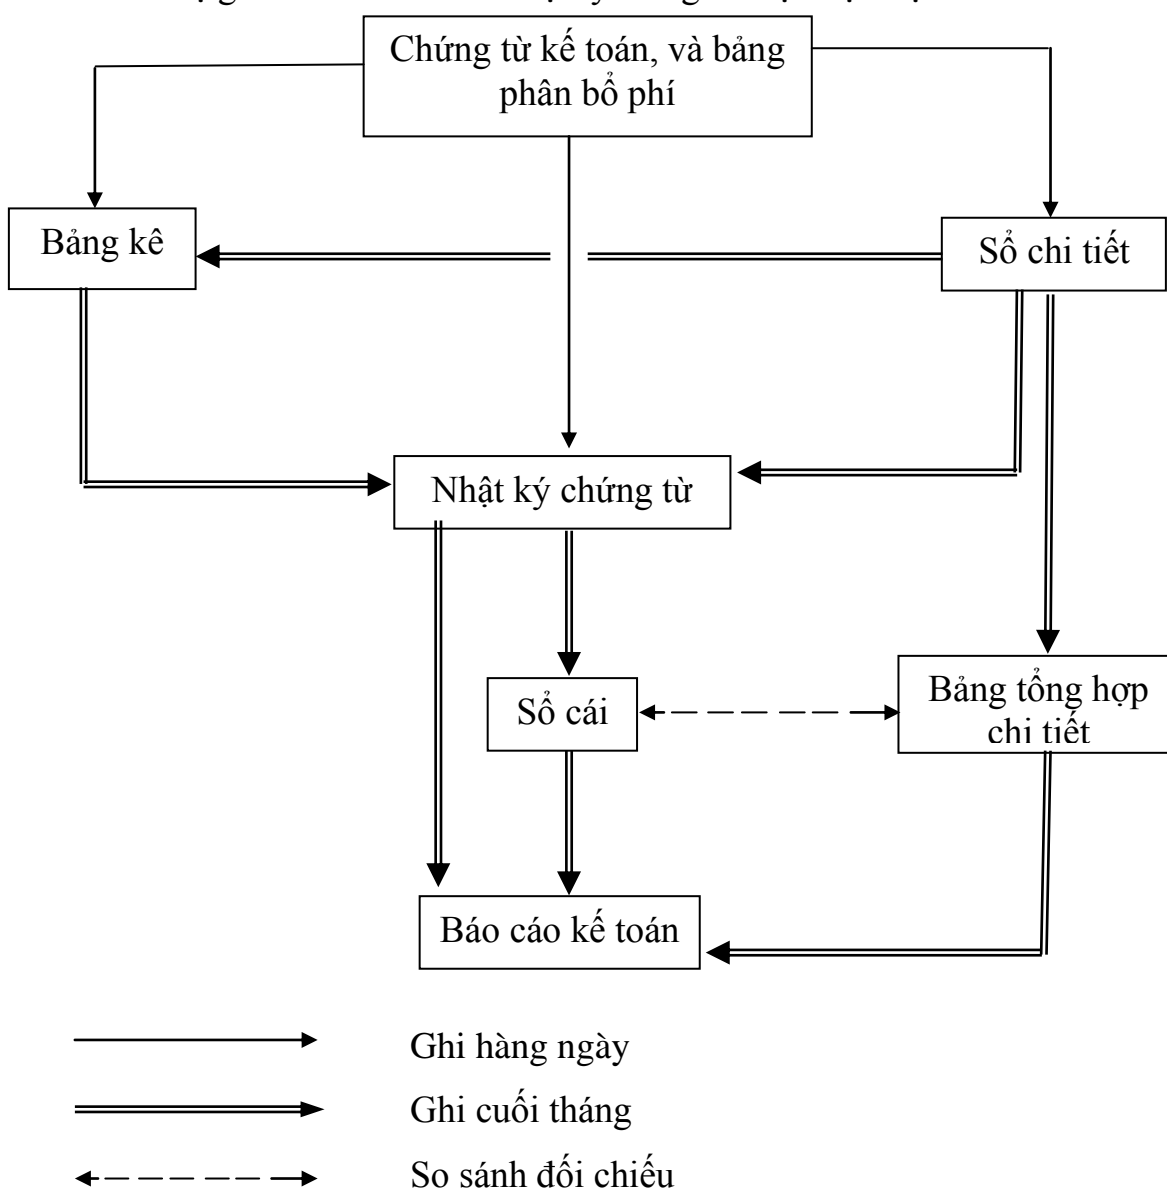 Chứng từ kế toán, và bảng
phân bổ phí
Bảng kê
Sổ chi tiết
Nhật ký chứng từ
Sổ cái
Bảng tổng hợp
chi tiết
Báo cáo kế toán
Ghi hàng ngày
Ghi cuối tháng
So sánh đối chiếu